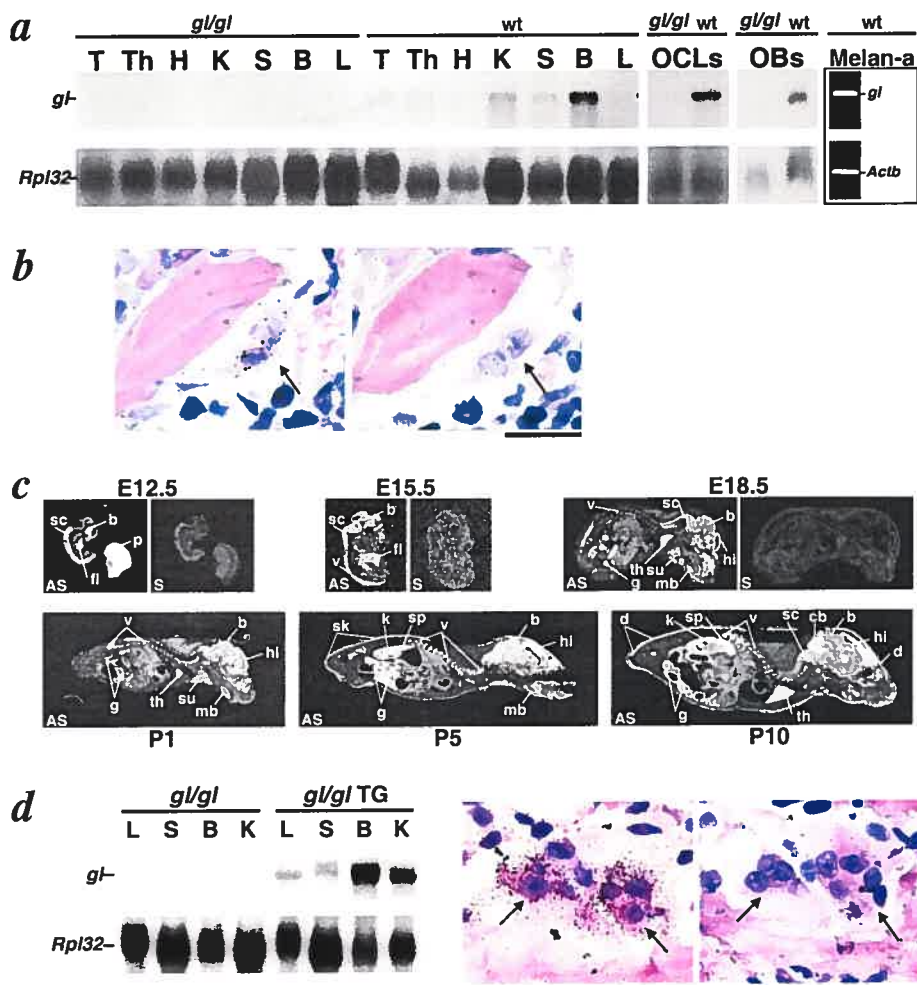 a
gl/gl wt gl/gl wt gl/gl wt wt
T Th H K S B L T Th H K S B L OCLs OBs Melan-a
gl gl
Rpl32 Actb
b
c
E12.5 E15.5 E18.5
b sc p fl AS S
b sc fl v AS S
v sc b hi th su g mb AS S
v b hi g th su mb AS
sk k sp v b hi g mb AS
d k sp v sc cb b hi d g th AS
P1 P5 P10
d
gl/gl gl/gl TG
L S B K L S B K
gl
Rpl32